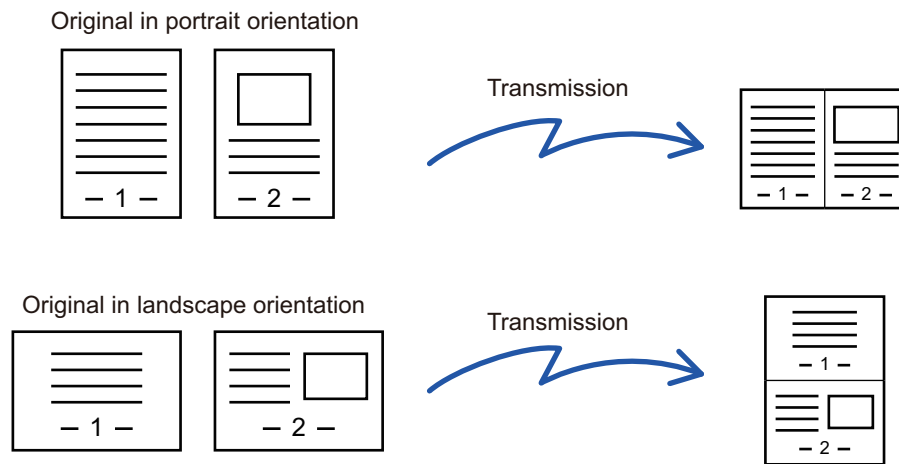 Original in portrait orientation
Transmission
– 1 –
– 2 –
– 1 –
– 2 –
Original in landscape orientation
Transmission
– 1 –
– 2 –
– 1 –
– 2 –